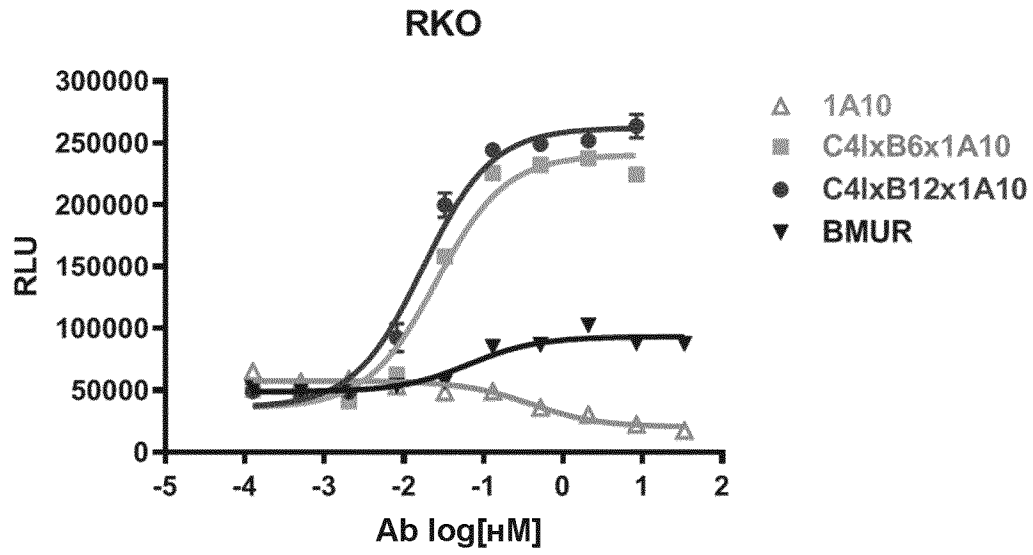 RKO
300000
250000
200000
150000
100000
50000
0
RLU
-5 -4 -3 -2 -1 0 1 2
Ab log[нM]
1A10
C4IxB6x1A10
C4IxB12x1A10
BMUR